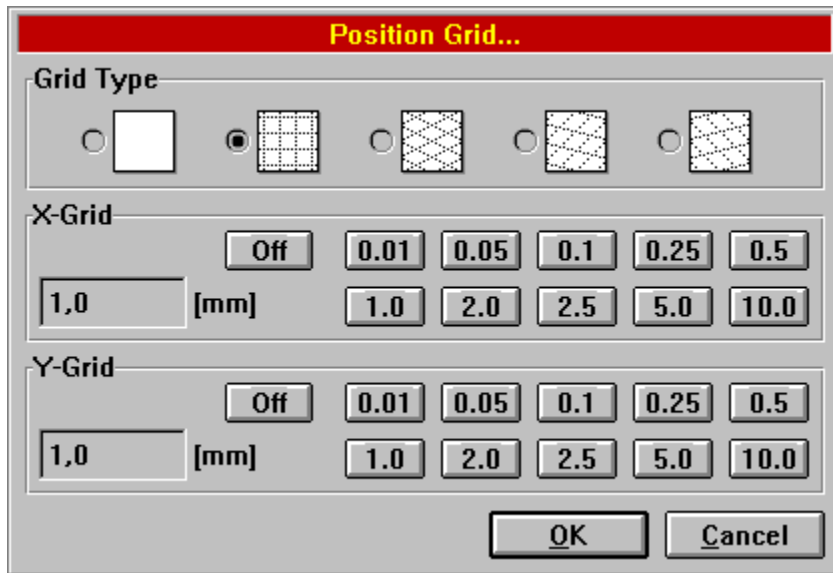 Position Grid...
Grid Type
X-Grid
Off 0.01 0.05 0.1 0.25 0.5
1,0 [mm] 1.0 2.0 2.5 5.0 10.0
Y-Grid
Off 0.01 0.05 0.1 0.25 0.5
1,0 [mm] 1.0 2.0 2.5 5.0 10.0
OK Cancel